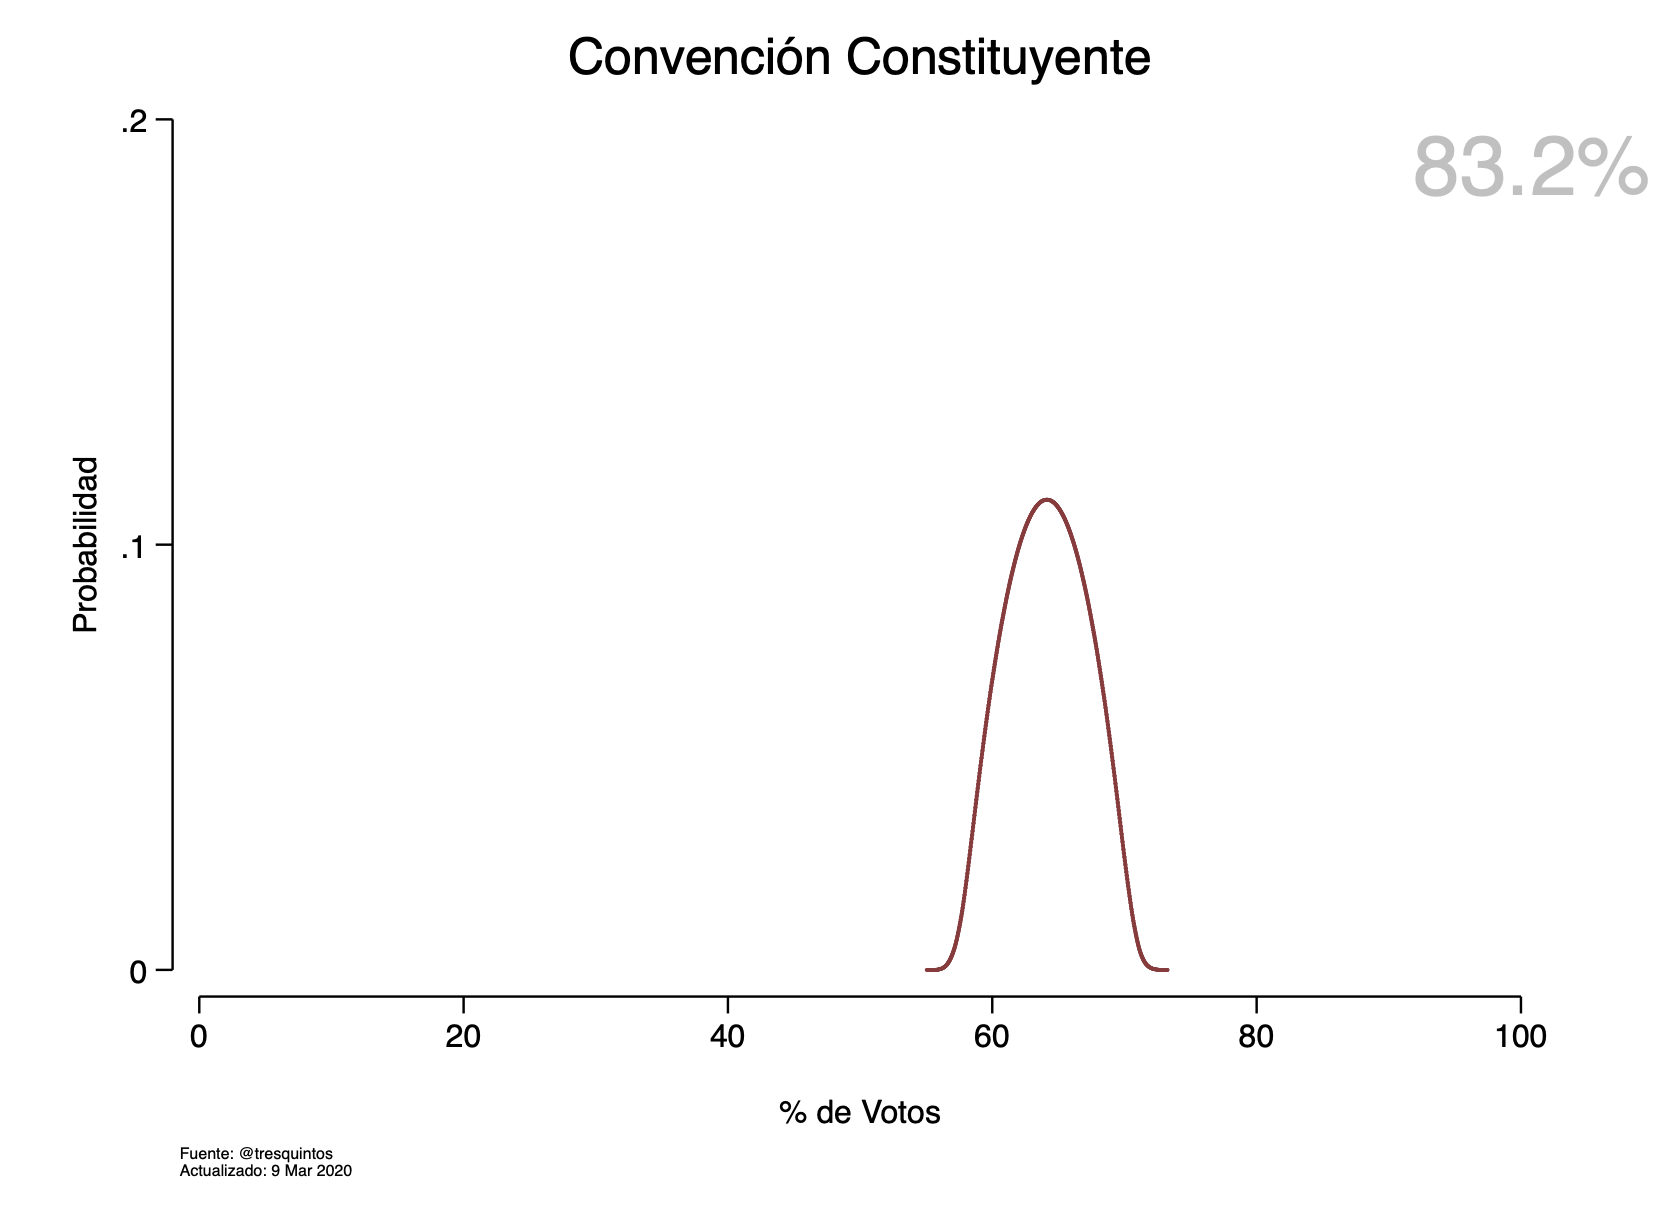 Convención Constituyente
83.2%
.2
.1
0
Probabilidad
0 20 40 60 80 100
% de Votos
Fuente: @tresquintos
Actualizado: 9 Mar 2020